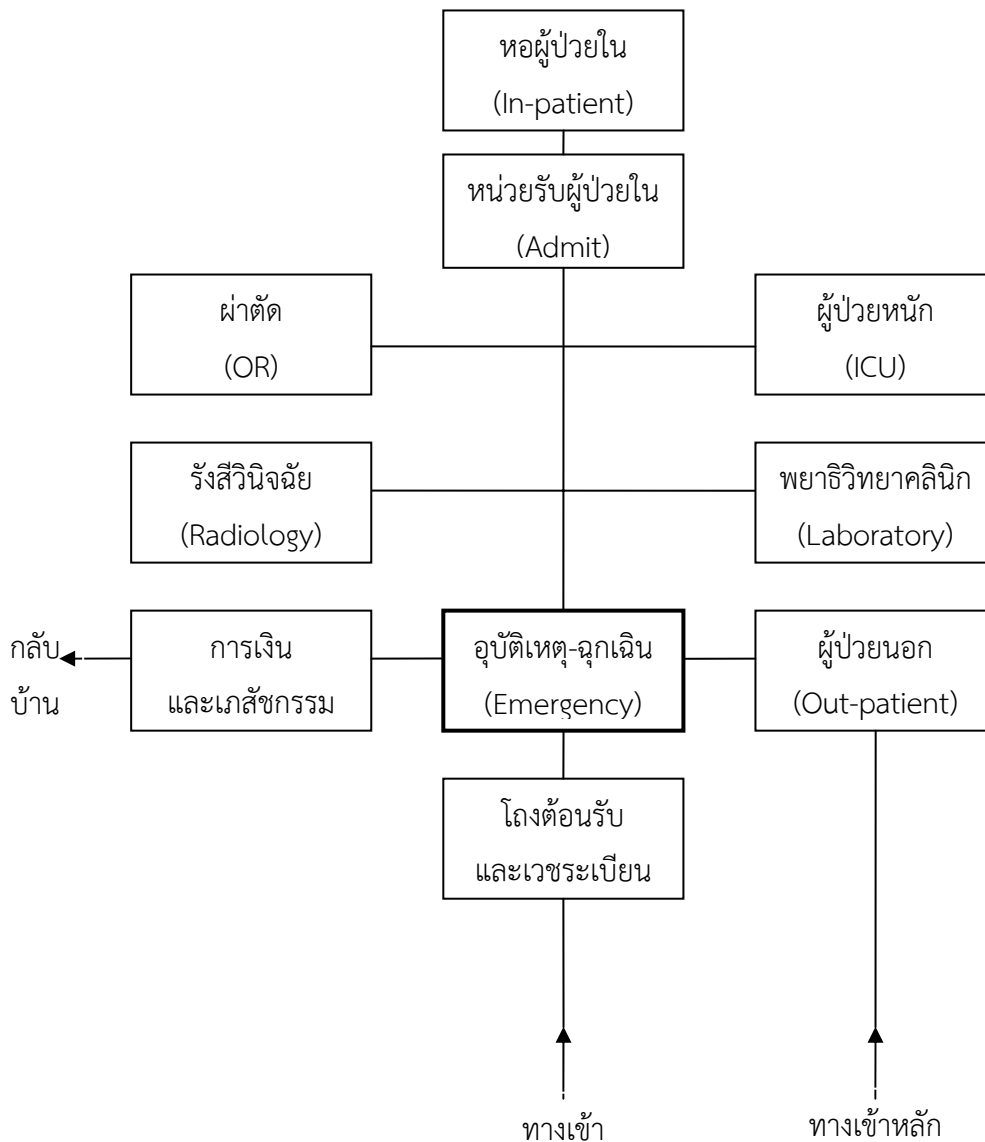 หอผู้ป่วยใน
(In-patient)
หน่วยรับผู้ป่วยใน
(Admit)
ผ่าตัด
(OR)
ผู้ป่วยหนัก
(ICU)
รังสีวินิจฉัย
(Radiology)
พยาธิวิทยาคลินิก
(Laboratory)
กลับ
บ้าน
การเงิน
และเภสัชกรรม
อุบัติเหตุ-ฉุกเฉิน
(Emergency)
ผู้ป่วยนอก
(Out-patient)
โถงต้อนรับ
และเวชระเบียน
ทางเข้า
ทางเข้าหลัก